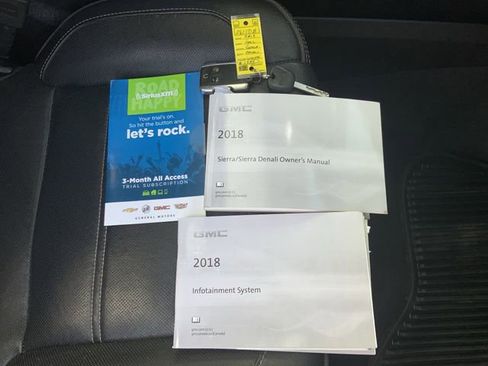 ROAD
SiriusXM
HAPPY
Your trial's on.
So hit the button and
let's rock.
3-Month All Access
TRIAL SUBSCRIPTION
GMC
GENERAL MOTORS
GMC
2018
Sierra/Sierra Denali Owner's Manual
GMC
2018
Infotainment System